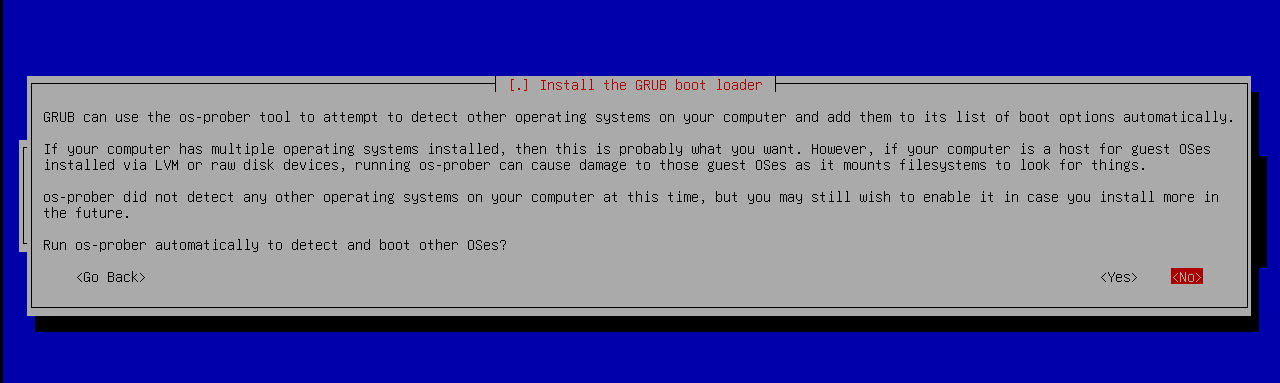 [.] Install the GRUB boot loader
GRUB can use the os-prober tool to attempt to detect other operating systems on your computer and add them to its list of boot options automatically.
If your computer has multiple operating systems installed, then this is probably what you want. However, if your computer is a host for guest OSes
installed via LVM or raw disk devices, running os-prober can cause damage to those guest OSes as it mounts filesystems to look for things.
os-prober did not detect any other operating systems on your computer at this time, but you may still wish to enable it in case you install more in
the future.
Run os-prober automatically to detect and boot other OSes?
<Go Back> <Yes> <No>